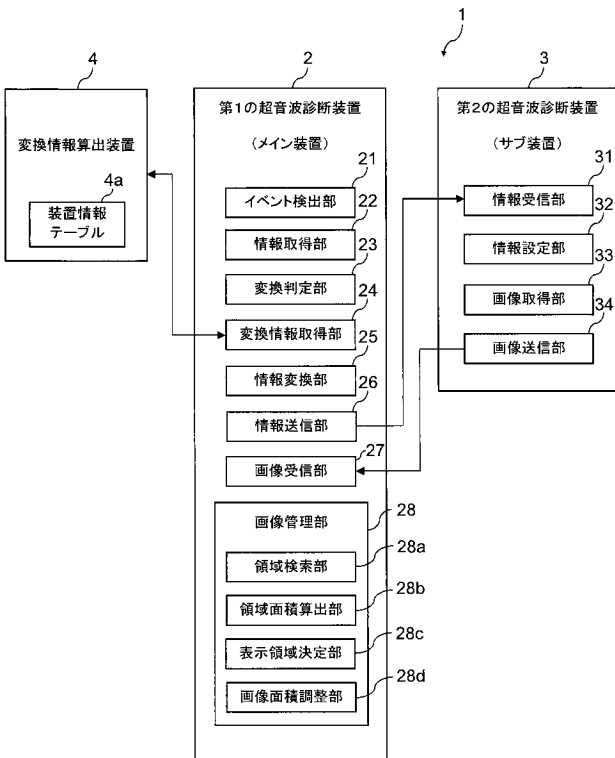 1
4
変換情報算出装置
4a
装置情報
テーブル
2
第1の超音波診断装置
(メイン装置)
21
イベント検出部
22
情報取得部
23
変換判定部
24
変換情報取得部
25
情報変換部
26
情報送信部
27
画像受信部
28
画像管理部
28a
領域検索部
28b
領域面積算出部
28c
表示領域決定部
28d
画像面積調整部
3
第2の超音波診断装置
(サブ装置)
31
情報受信部
32
情報設定部
33
画像取得部
34
画像送信部